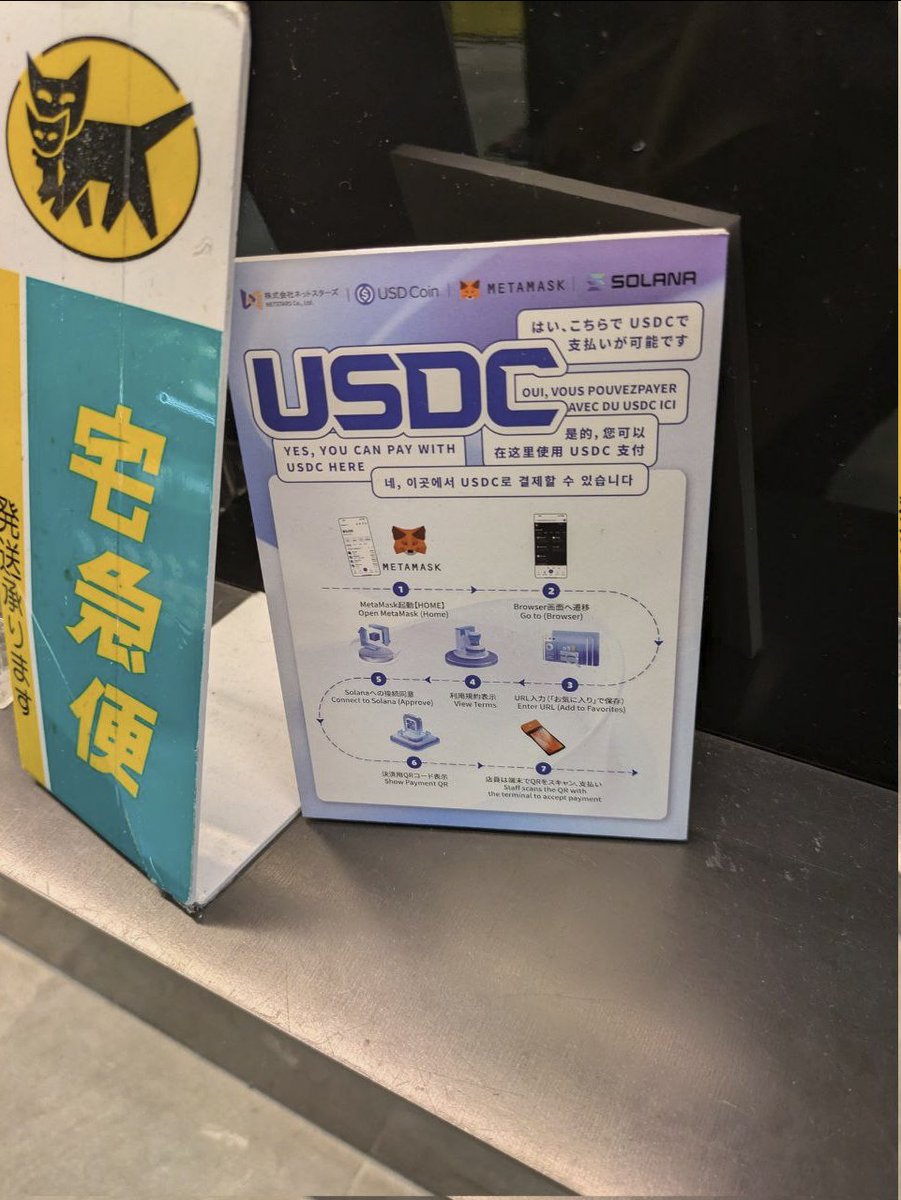 宅急便
株式会社ネットスターズ
NETSTARS Co., Ltd.
USD Coin
METAMASK
SOLANA
はい、こちらで USDCで
支払いが可能です
USDC
OUI, VOUS POUVEZPAYER
AVEC DU USDC ICI
YES, YOU CAN PAY WITH
USDC HERE
是的，您可以
在这里使用 USDC 支付
네, 이곳에서 USDC로 결제할 수 있습니다
METAMASK
1
MetaMask起動【HOME】
Open MetaMask (Home)
2
Browser画面へ遷移
Go to (Browser)
3
URL入力（「お気に入り」で保存）
Enter URL (Add to Favorites)
4
利用規約表示
View Terms
5
Solanaへの接続同意
Connect to Solana (Approve)
6
決済用QRコード表示
Show Payment QR
7
店員は端末でQRをスキャン、支払い
Staff scans the QR with
the terminal to accept payment